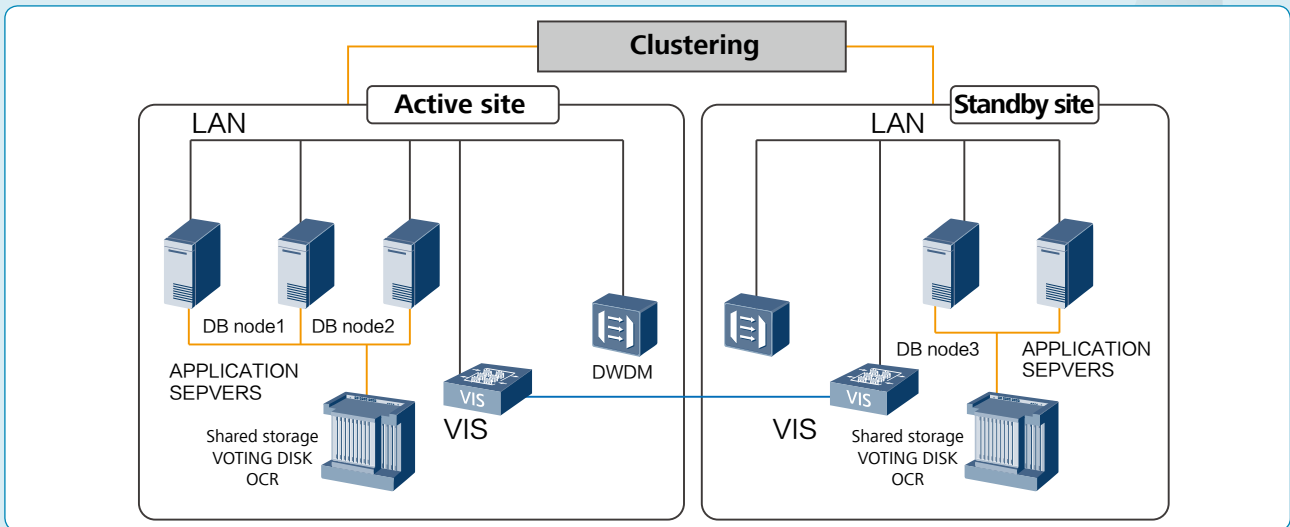 Clustering
Active site
LAN
DB node1
DB node2
APPLICATION
SEPVERS
DWDM
VIS
VIS
Shared storage
VOTING DISK
OCR
Standby site
LAN
DB node3
APPLICATION
SEPVERS
VIS
VIS
Shared storage
VOTING DISK
OCR